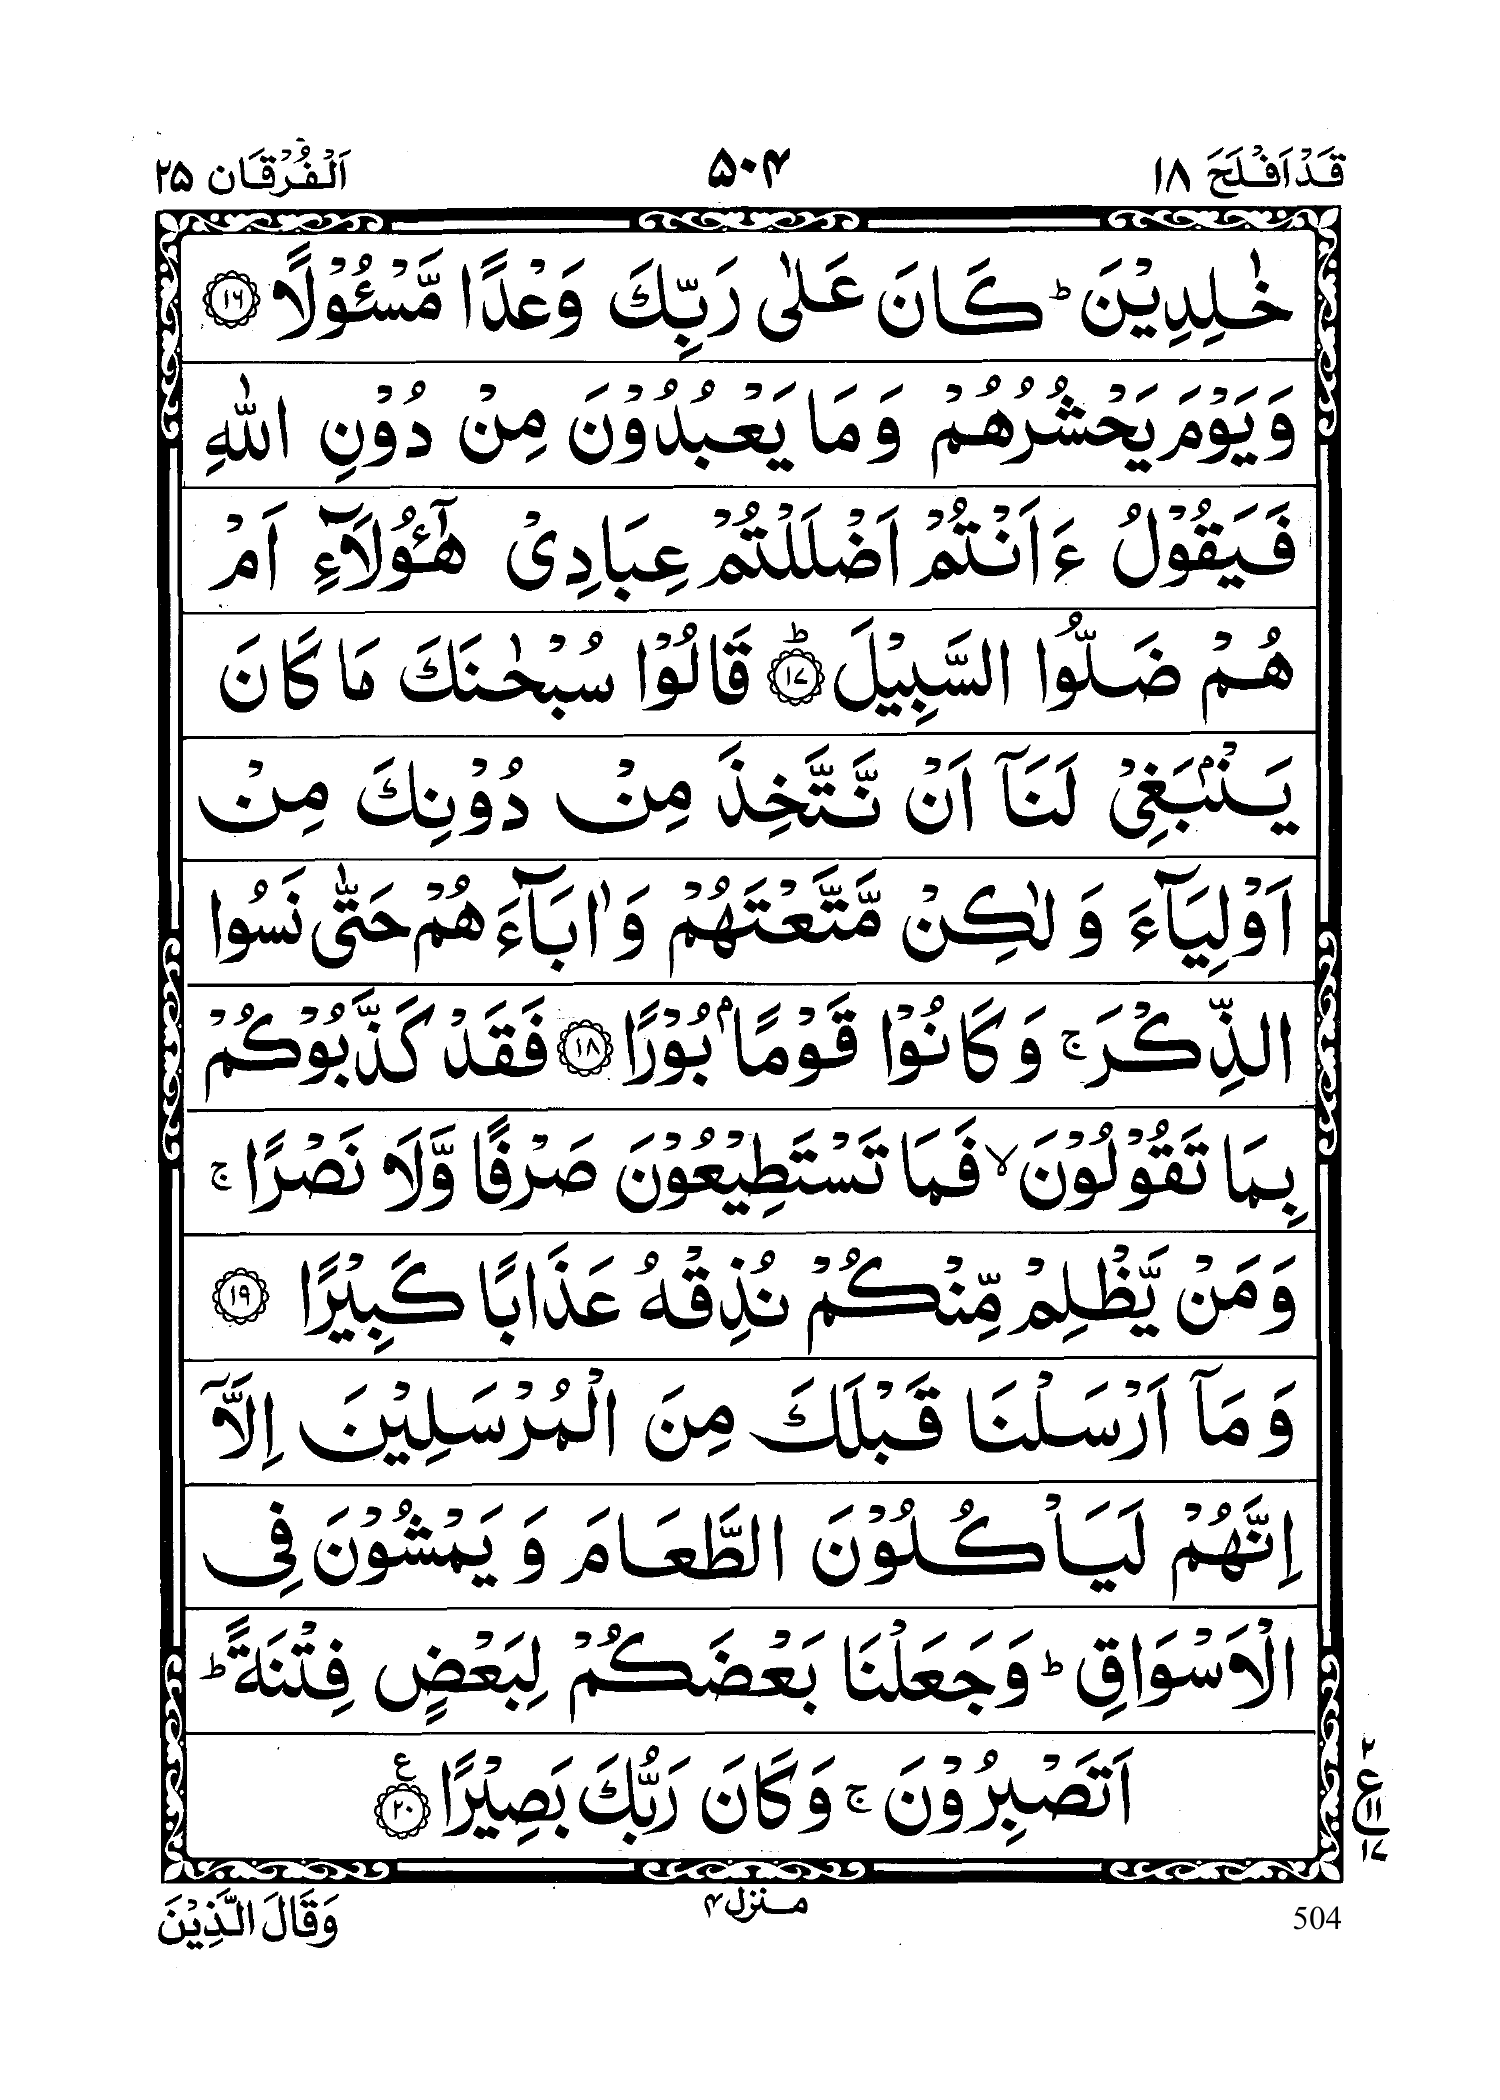 قَدْ اَفْلَحَ ۱۸
۵۰۴
اَلْفُرْقَان ۲۵
خٰلِدِيْنَ ؕ كَانَ عَلٰى رَبِّكَ وَعْدًا مَّسْئُوْلًا ﴿۱۶﴾
وَيَوْمَ يَحْشُرُهُمْ وَمَا يَعْبُدُوْنَ مِنْ دُوْنِ اللّٰهِ
فَيَقُوْلُ ءَاَنْتُمْ اَضْلَلْتُمْ عِبَادِىْ هٰٓؤُلَآءِ اَمْ
هُمْ ضَلُّوا السَّبِيْلَ ﴿۱۷﴾ؕ قَالُوْا سُبْحٰنَكَ مَا كَانَ
يَنْۢبَغِىْ لَنَاۤ اَنْ نَّتَّخِذَ مِنْ دُوْنِكَ مِنْ
اَوْلِيَآءَ وَلٰكِنْ مَّتَّعْتَهُمْ وَاٰبَآءَهُمْ حَتّٰى نَسُوا
الذِّكْرَ ۚ وَكَانُوْا قَوْمًۢا بُوْرًا ﴿۱۸﴾ فَقَدْ كَذَّبُوْكُمْ
بِمَا تَقُوْلُوْنَ ۙ فَمَا تَسْتَطِيْعُوْنَ صَرْفًا وَّلَا نَصْرًا ۚ
وَمَنْ يَّظْلِمْ مِّنْكُمْ نُذِقْهُ عَذَابًا كَبِيْرًا ﴿۱۹﴾
وَمَاۤ اَرْسَلْنَا قَبْلَكَ مِنَ الْمُرْسَلِيْنَ اِلَّاۤ
اِنَّهُمْ لَيَاْكُلُوْنَ الطَّعَامَ وَيَمْشُوْنَ فِى
الْاَسْوَاقِ ؕ وَجَعَلْنَا بَعْضَكُمْ لِبَعْضٍ فِتْنَةً ؕ
اَتَصْبِرُوْنَ ۚ وَكَانَ رَبُّكَ بَصِيْرًا ﴿۲۰﴾ ع
۲
ع
۱۱
۱۷
504
منزل ۴
وَقَالَ الَّذِيْنَ